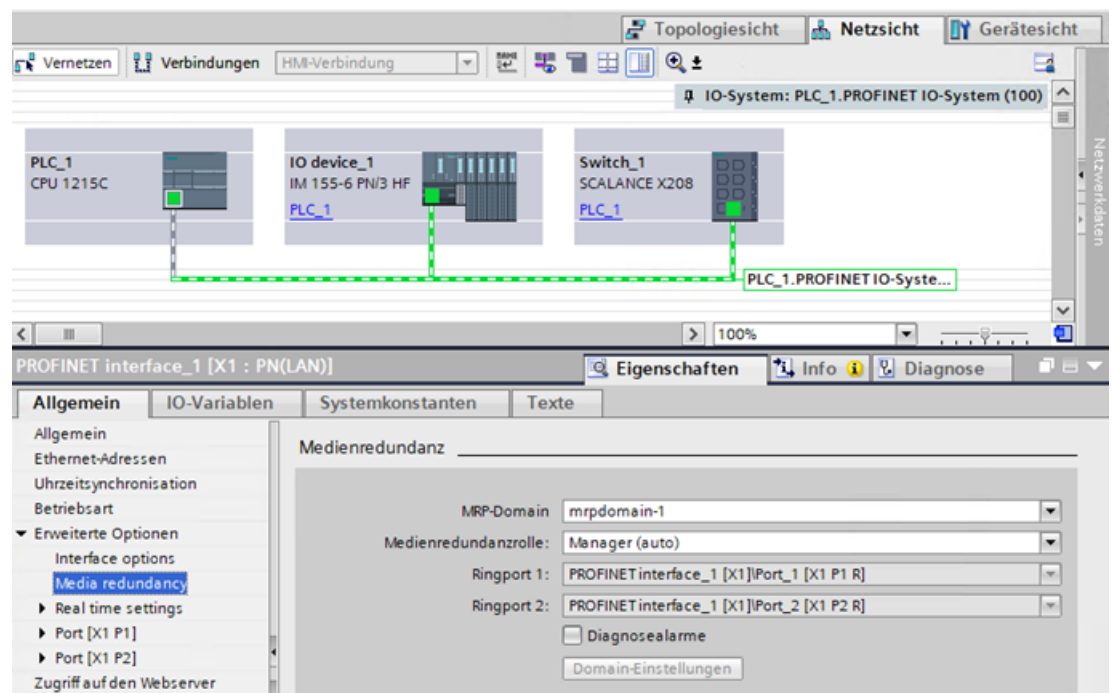 Topologiesicht Netzsicht Gerätesicht
Vernetzen Verbindungen HMI-Verbindung
IO-System: PLC_1.PROFINET IO-System (100)
PLC_1
CPU 1215C
IO device_1
IM 155-6 PN/3 HF
PLC_1
Switch_1
SCALANCE X208
PLC_1
PLC_1.PROFINET IO-Syste...
Netzwerkdaten
100%
PROFINET interface_1 [X1 : PN(LAN)] Eigenschaften Info Diagnose
Allgemein IO-Variablen Systemkonstanten Texte
Allgemein
Ethernet-Adressen
Uhrzeitsynchronisation
Betriebsart
Erweiterte Optionen
Interface options
Media redundancy
Real time settings
Port [X1 P1]
Port [X1 P2]
Zugriff auf den Webserver
Medienredundanz
MRP-Domain mrpdomain-1
Medienredundanzrolle: Manager (auto)
Ringport 1: PROFINET interface_1 [X1]\Port_1 [X1 P1 R]
Ringport 2: PROFINET interface_1 [X1]\Port_2 [X1 P2 R]
Diagnosealarme
Domain-Einstellungen